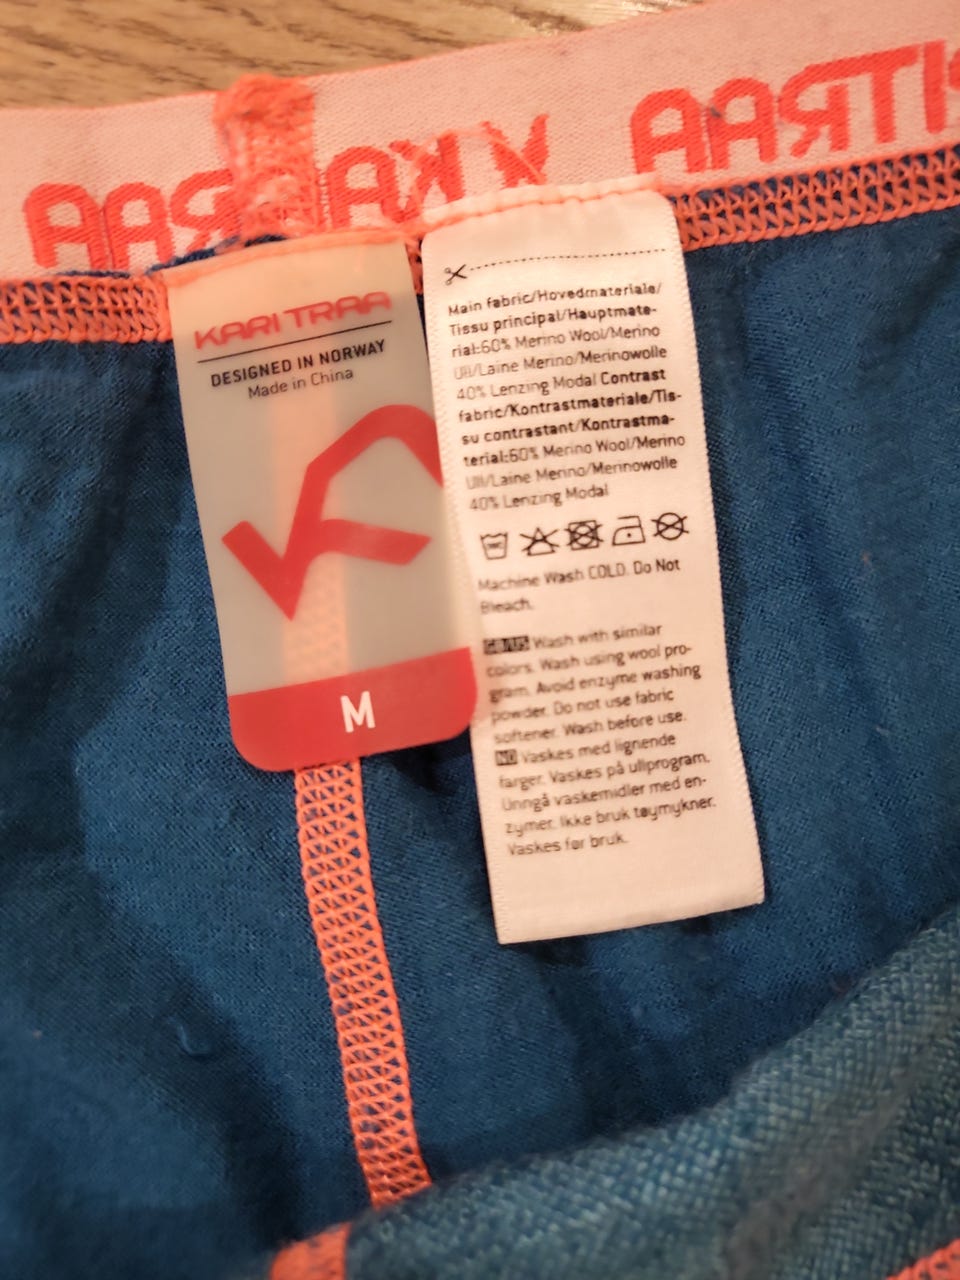 KARI TRAA
DESIGNED IN NORWAY
Made in China
M
Main fabric/Hovedmateriale/
Tissu principal/Hauptmate-
rial:60% Merino Wool/Merino
Ull/Laine Merino/Merinowolle
40% Lenzing Modal Contrast
fabric/Kontrastmateriale/Tis-
su contrastant/Kontrastma-
terial:60% Merino Wool/Merino
Ull/Laine Merino/Merinowolle
40% Lenzing Modal
Machine Wash COLD. Do Not
Bleach.
GB/US Wash with similar
colors. Wash using wool pro-
gram. Avoid enzyme washing
powder. Do not use fabric
softener. Wash before use.
NO Vaskes med lignende
farger. Vaskes på ullprogram.
Unngå vaskemidler med en-
zymer. Ikke bruk tøymykner.
Vaskes før bruk.